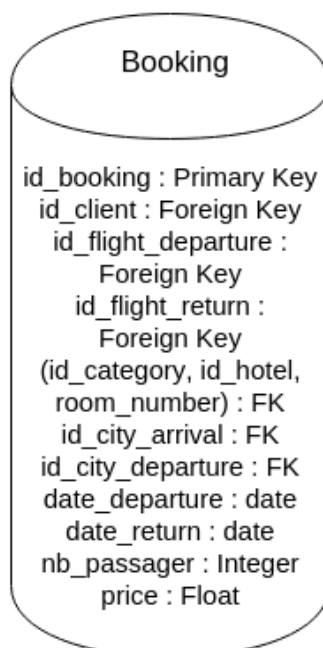 Booking
id_booking : Primary Key
id_client : Foreign Key
id_flight_departure :
Foreign Key
id_flight_return :
Foreign Key
(id_category, id_hotel,
room_number) : FK
id_city_arrival : FK
id_city_departure : FK
date_departure : date
date_return : date
nb_passager : Integer
price : Float